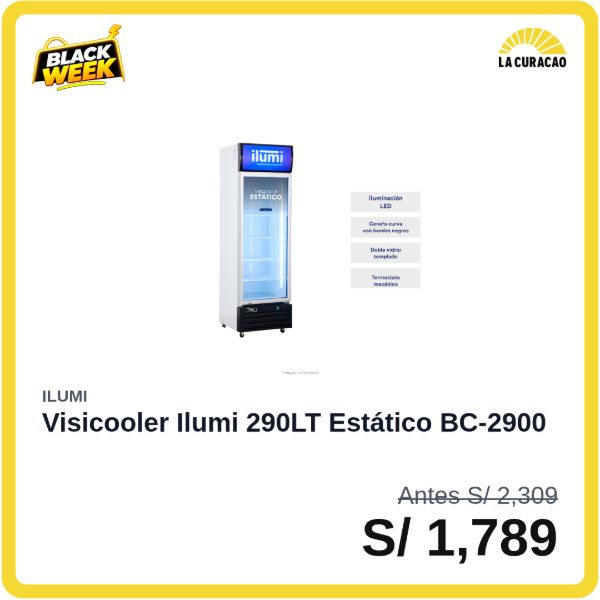 BLACK
WEEK
LA CURACAO
ilumi
ESTÁTICO
Iluminación
LED
Cenefa curva
con bordes negros
Doble vidrio
templado
Termostato
mecánico
ILUMI
Visicooler Ilumi 290LT Estático BC-2900
Antes S/ 2,309
S/ 1,789